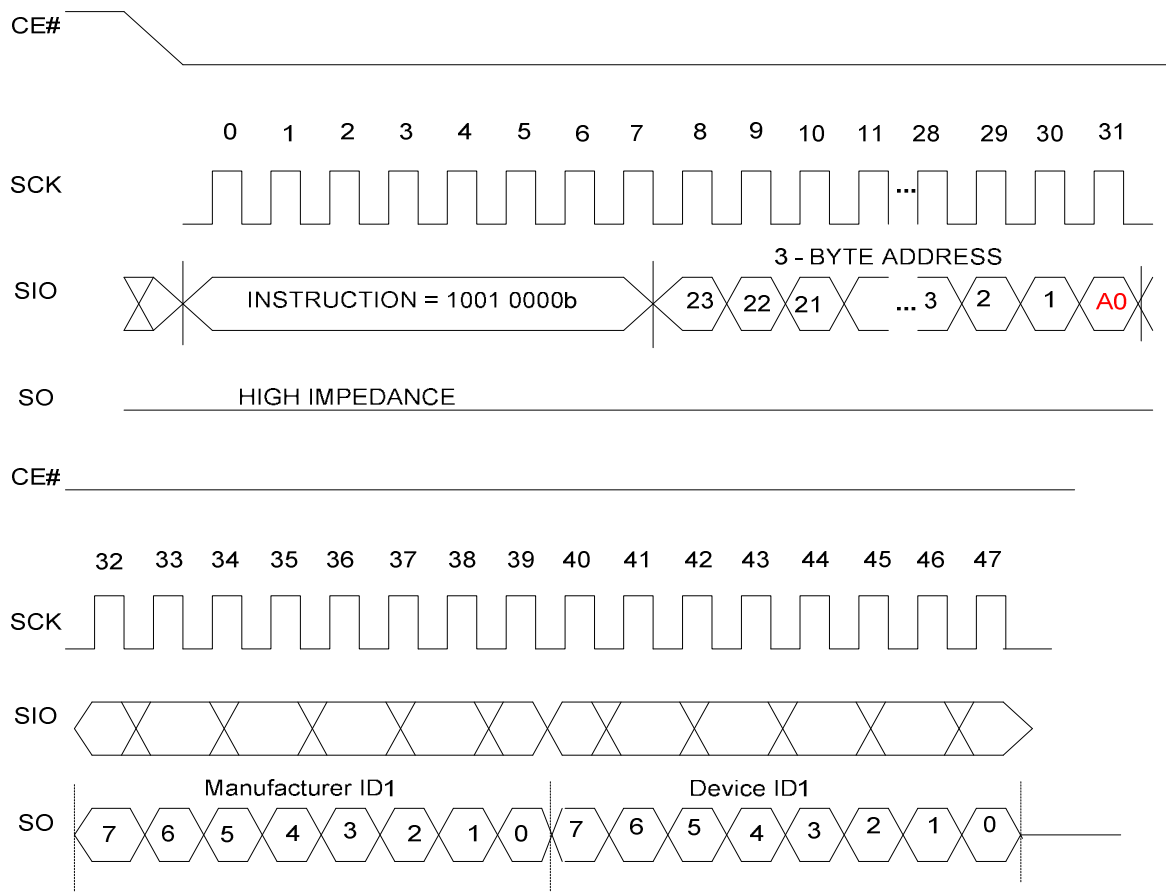 CE#
0 1 2 3 4 5 6 7 8 9 10 11 28 29 30 31
SCK ...
3 - BYTE ADDRESS
SIO INSTRUCTION = 1001 0000b 23 22 21 ... 3 2 1 A0
SO HIGH IMPEDANCE
CE#
32 33 34 35 36 37 38 39 40 41 42 43 44 45 46 47
SCK
SIO
Manufacturer ID1 Device ID1
SO 7 6 5 4 3 2 1 0 7 6 5 4 3 2 1 0